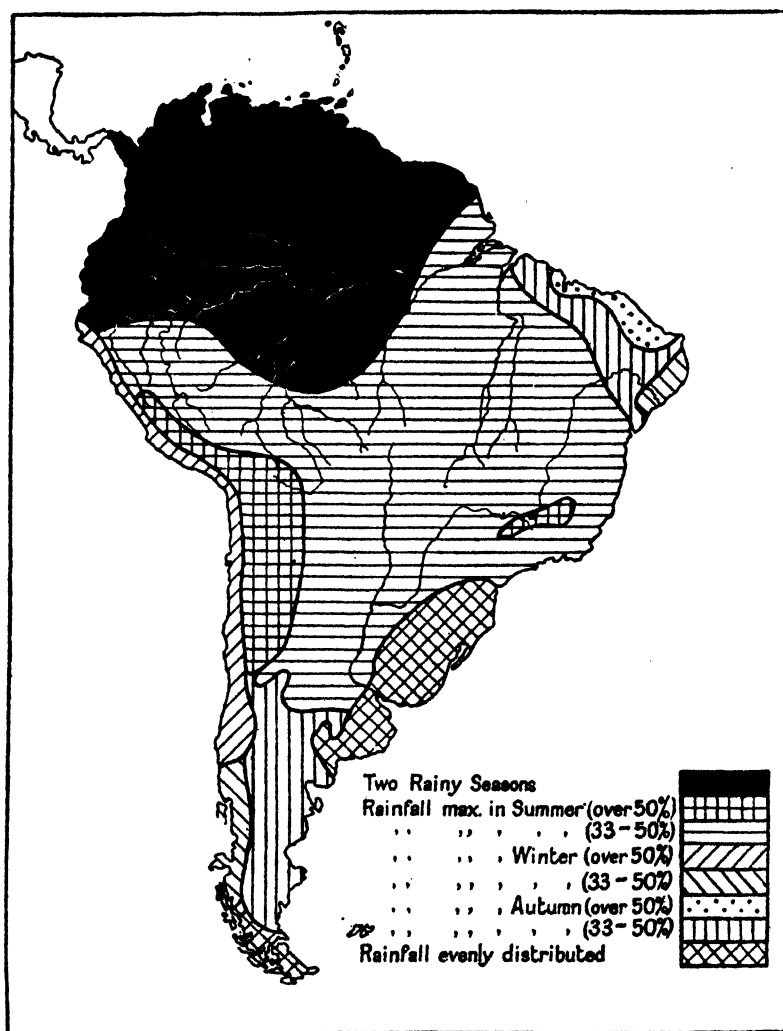 Two Rainy Seasons
Rainfall max. in Summer (over 50%)
,, ,, , , , (33-50%)
,, ,, , Winter (over 50%)
,, ,, , , , (33-50%)
,, ,, , Autumn (over 50%)
,, ,, , , , (33-50%)
Rainfall evenly distributed